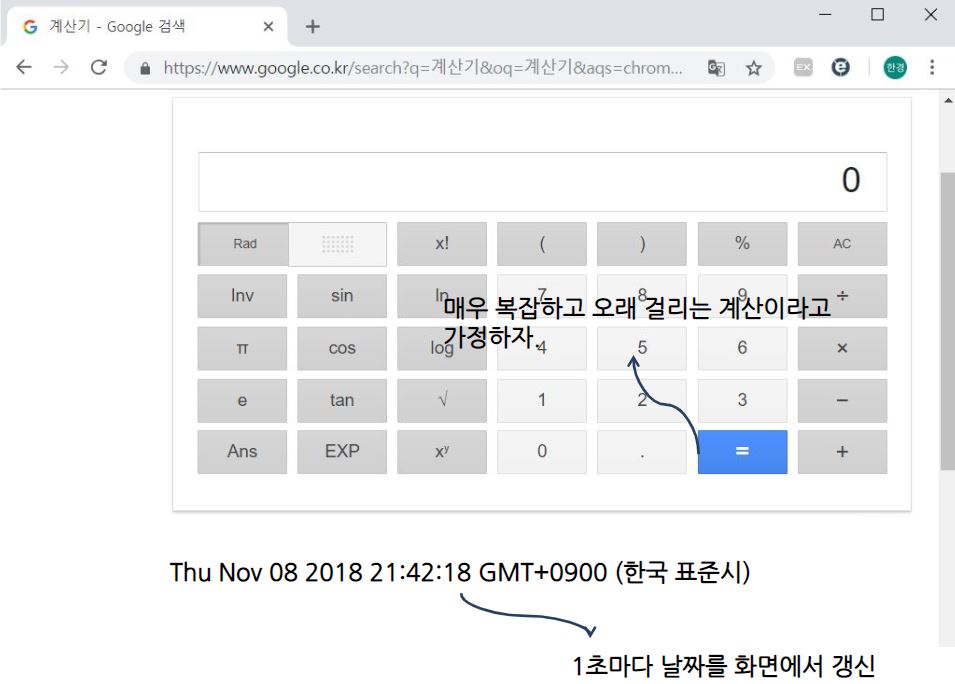 계산기 - Google 검색
https://www.google.co.kr/search?q=계산기&oq=계산기&aqs=chrom...
EX
한경
0
Rad x! ( ) % AC
Inv sin ln 7 8 9 ÷
매우 복잡하고 오래 걸리는 계산이라고
가정하자.
π cos log 4 5 6 ×
e tan √ 1 2 3 −
Ans EXP xʸ 0 . = +
Thu Nov 08 2018 21:42:18 GMT+0900 (한국 표준시)
1초마다 날짜를 화면에서 갱신